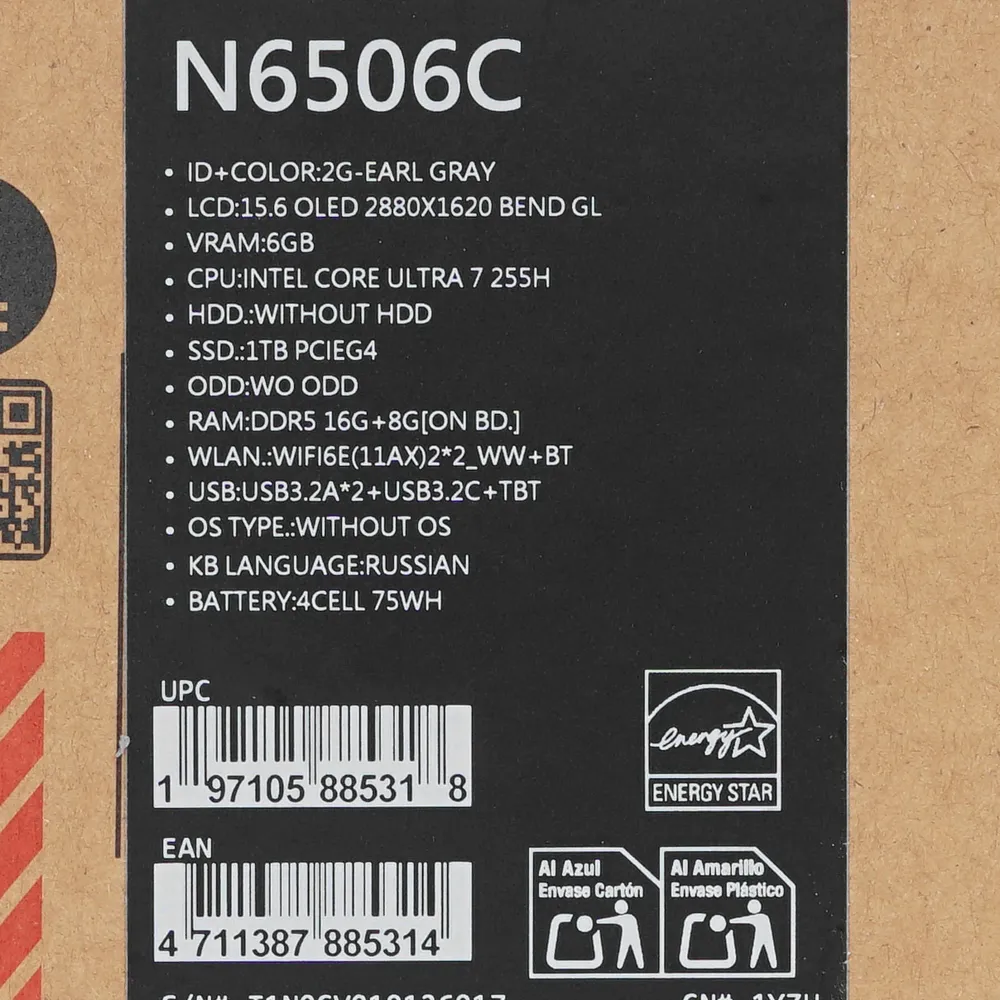 N6506C
• ID+COLOR:2G-EARL GRAY
• LCD:15.6 OLED 2880X1620 BEND GL
• VRAM:6GB
• CPU:INTEL CORE ULTRA 7 255H
• HDD.:WITHOUT HDD
• SSD.:1TB PCIEG4
• ODD:WO ODD
• RAM:DDR5 16G+8G[ON BD.]
• WLAN.:WIFI6E(11AX)2*2_WW+BT
• USB:USB3.2A*2+USB3.2C+TBT
• OS TYPE.:WITHOUT OS
• KB LANGUAGE:RUSSIAN
• BATTERY:4CELL 75WH
UPC
1 97105 88531 8
energy
ENERGY STAR
EAN
4 711387 885314
Al Azul
Envase Cartón
Al Amarillo
Envase Plástico